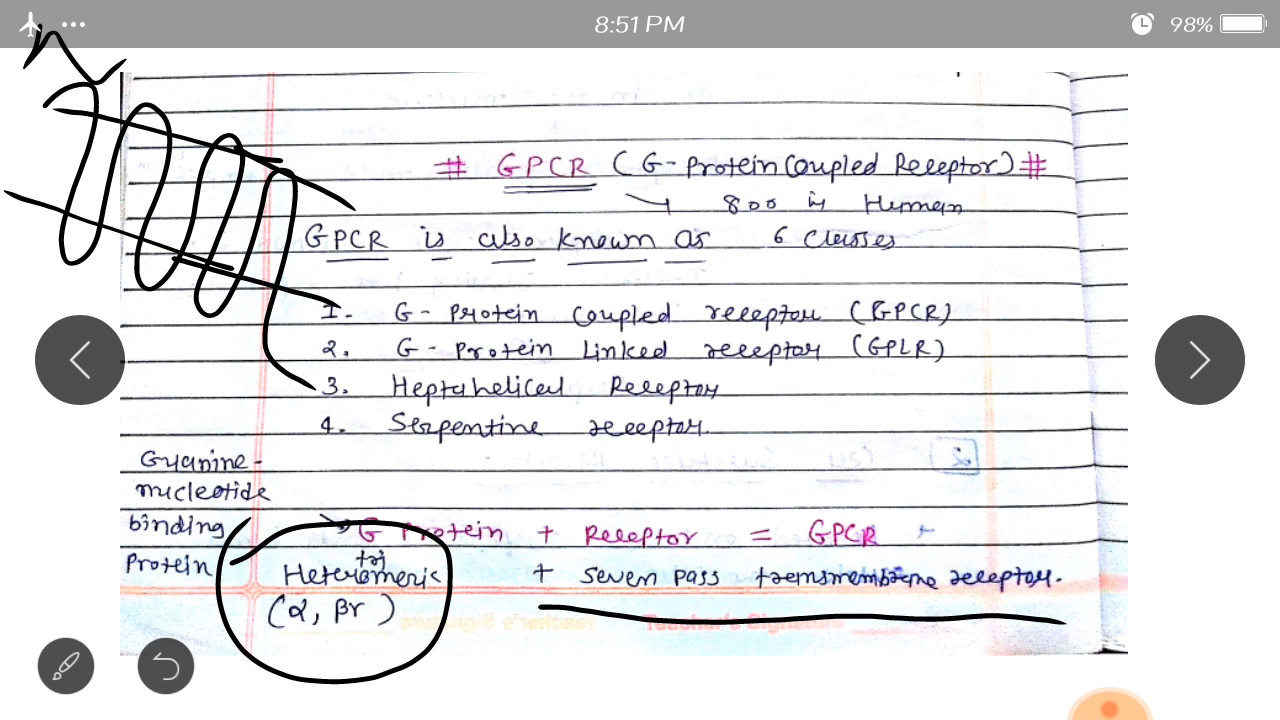 8:51 PM
98%
# GPCR (G-Protein Coupled Receptor) #
→ 800 in Human
GPCR is also known as 6 Classes
1. G - Protein Coupled receptor (GPCR)
2. G - Protein Linked receptor (GPLR)
3. Heptahelical Receptor
4. Serpentine receptor.
Guanine-
nucleotide
binding
Protein
→ G Protein + Receptor = GPCR
tri
Heteromeric + Seven pass transmembrane receptor.
(α, βr)